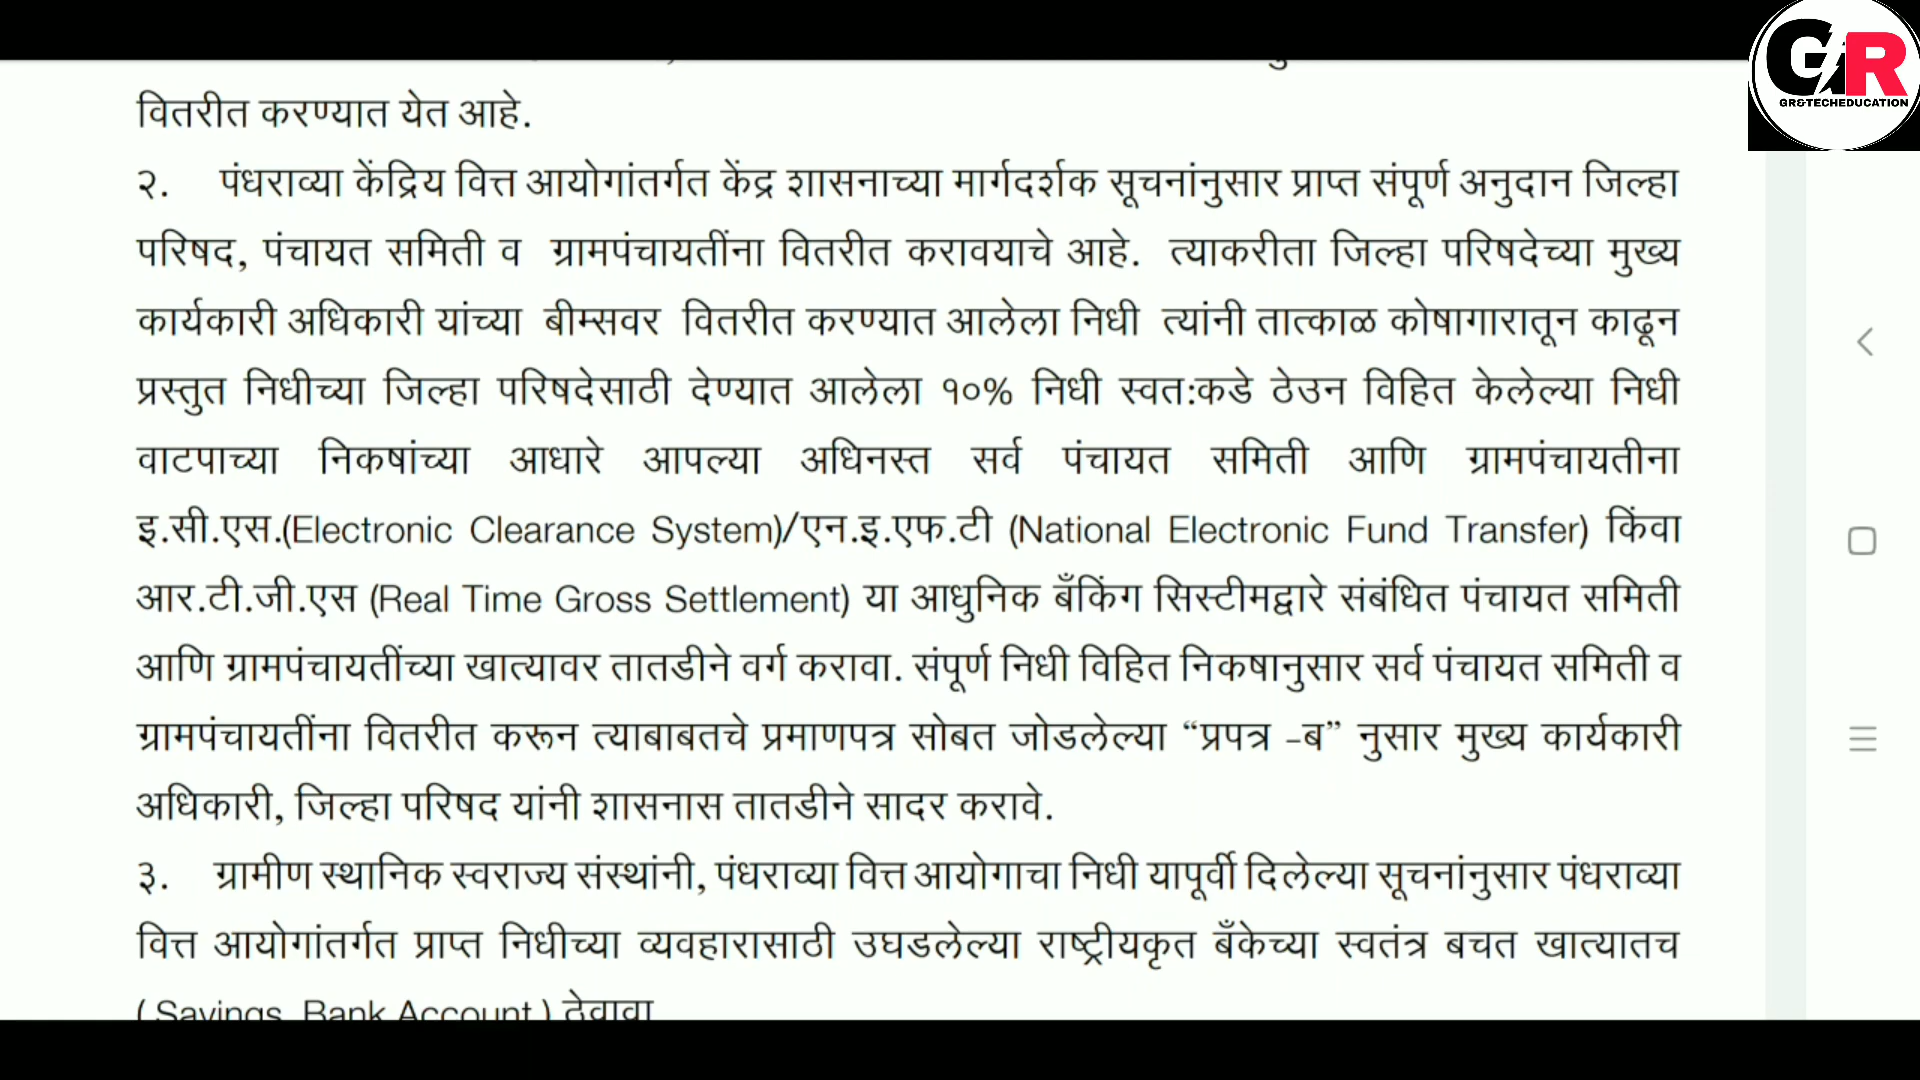 GR
GR&TECHEDUCATION
वितरीत करण्यात येत आहे.
२. पंधराव्या केंद्रिय वित्त आयोगांतर्गत केंद्र शासनाच्या मार्गदर्शक सूचनांनुसार प्राप्त संपूर्ण अनुदान जिल्हा
परिषद, पंचायत समिती व ग्रामपंचायतींना वितरीत करावयाचे आहे. त्याकरीता जिल्हा परिषदेच्या मुख्य
कार्यकारी अधिकारी यांच्या बीम्सवर वितरीत करण्यात आलेला निधी त्यांनी तात्काळ कोषागारातून काढून
प्रस्तुत निधीच्या जिल्हा परिषदेसाठी देण्यात आलेला १०% निधी स्वत:कडे ठेउन विहित केलेल्या निधी
वाटपाच्या निकषांच्या आधारे आपल्या अधिनस्त सर्व पंचायत समिती आणि ग्रामपंचायतीना
इ.सी.एस.(Electronic Clearance System)/एन.इ.एफ.टी (National Electronic Fund Transfer) किंवा
आर.टी.जी.एस (Real Time Gross Settlement) या आधुनिक बँकिंग सिस्टीमद्वारे संबंधित पंचायत समिती
आणि ग्रामपंचायतींच्या खात्यावर तातडीने वर्ग करावा. संपूर्ण निधी विहित निकषानुसार सर्व पंचायत समिती व
ग्रामपंचायतींना वितरीत करून त्याबाबतचे प्रमाणपत्र सोबत जोडलेल्या “प्रपत्र -ब” नुसार मुख्य कार्यकारी
अधिकारी, जिल्हा परिषद यांनी शासनास तातडीने सादर करावे.
३. ग्रामीण स्थानिक स्वराज्य संस्थांनी, पंधराव्या वित्त आयोगाचा निधी यापूर्वी दिलेल्या सूचनांनुसार पंधराव्या
वित्त आयोगांतर्गत प्राप्त निधीच्या व्यवहारासाठी उघडलेल्या राष्ट्रीयकृत बँकेच्या स्वतंत्र बचत खात्यातच
( Savings Bank Account ) ठेवावा